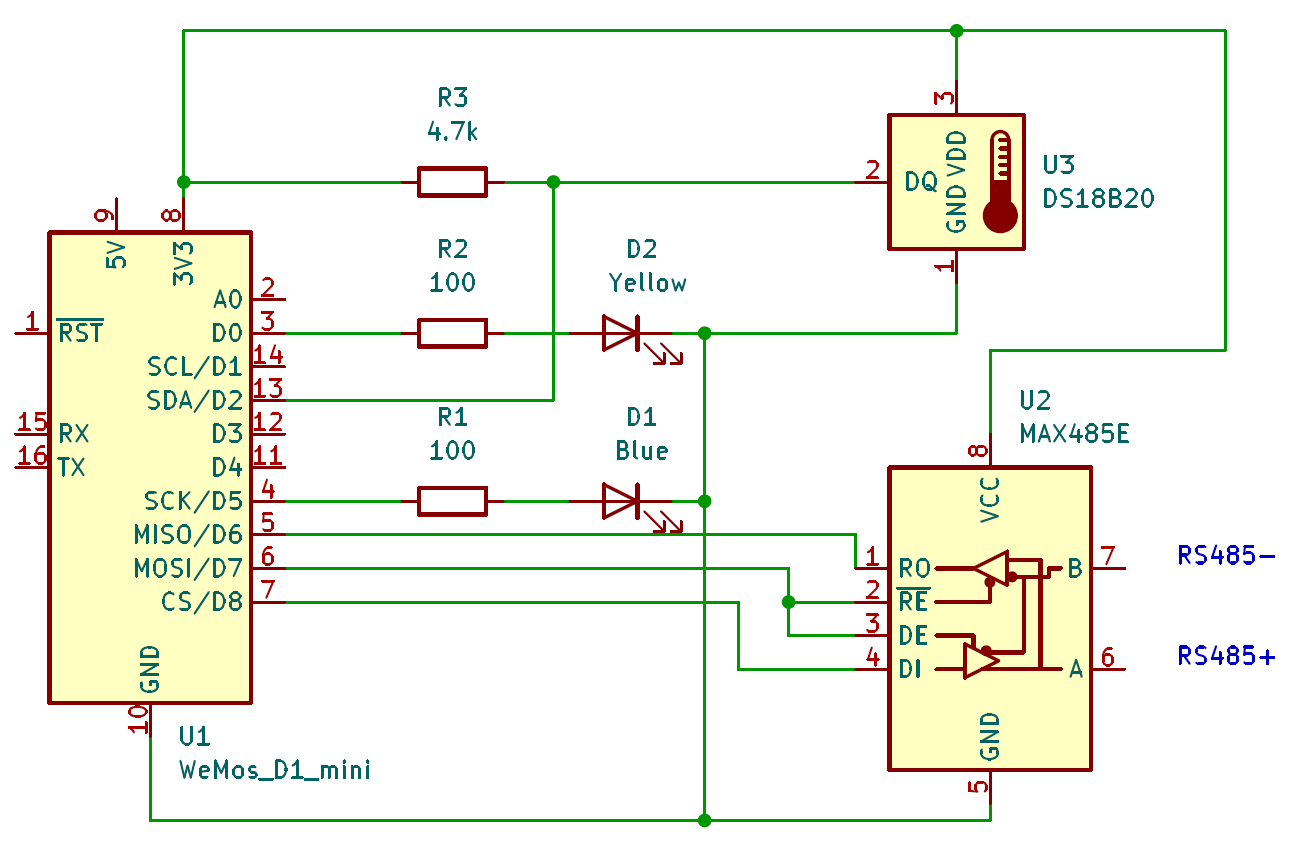 R3
4.7k
3
VDD
U3
2
DQ
DS18B20
GND
1
9
8
5V
3V3
R2
100
D2
Yellow
A0
2
1
RST
D0
3
SCL/D1
14
SDA/D2
13
15
RX
D3
12
16
TX
D4
11
R1
100
D1
Blue
U2
MAX485E
8
VCC
SCK/D5
4
MISO/D6
5
MOSI/D7
6
CS/D8
7
1
RO
B
7
RS485-
2
RE
3
DE
4
DI
A
6
RS485+
GND
10
U1
WeMos_D1_mini
GND
5